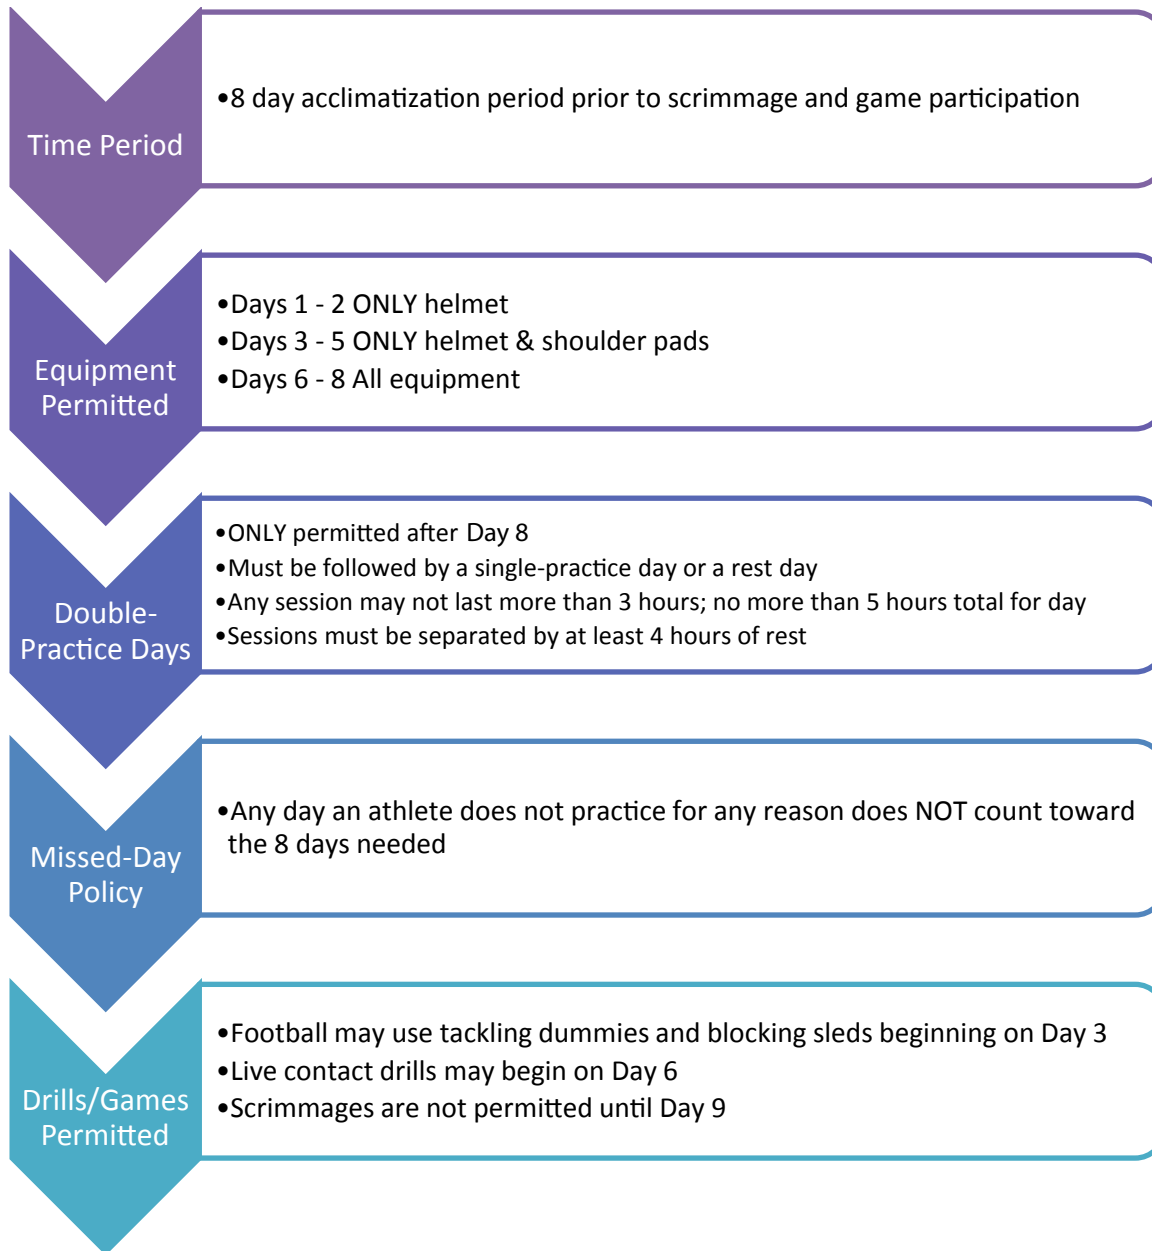 Time Period
•8 day acclimatization period prior to scrimmage and game participation
Equipment
Permitted
•Days 1 - 2 ONLY helmet
•Days 3 - 5 ONLY helmet & shoulder pads
•Days 6 - 8 All equipment
Double-
Practice Days
•ONLY permitted after Day 8
•Must be followed by a single-practice day or a rest day
•Any session may not last more than 3 hours; no more than 5 hours total for day
•Sessions must be separated by at least 4 hours of rest
Missed-Day
Policy
•Any day an athlete does not practice for any reason does NOT count toward
the 8 days needed
Drills/Games
Permitted
•Football may use tackling dummies and blocking sleds beginning on Day 3
•Live contact drills may begin on Day 6
•Scrimmages are not permitted until Day 9